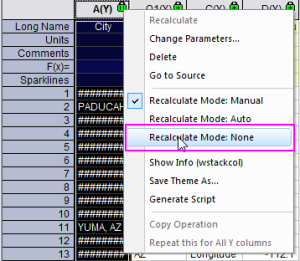 A(Y)
Long Name City
Units
Comments
F(x)=
Sparklines
1 ########
2 PADUCAH
3 ########
4 ########
5 ########
6 ########
7 ########
8 ########
9 ########
10 ########
11 YUMA, AZ
12 ########
13 ######## AZ Longitude -112.1
Recalculate
Change Parameters...
Delete
Go to Source
Recalculate Mode: Manual
Recalculate Mode: Auto
Recalculate Mode: None
Show Info (wstackcol)
Save Theme As...
Generate Script
Copy Operation
Repeat this for All Y columns